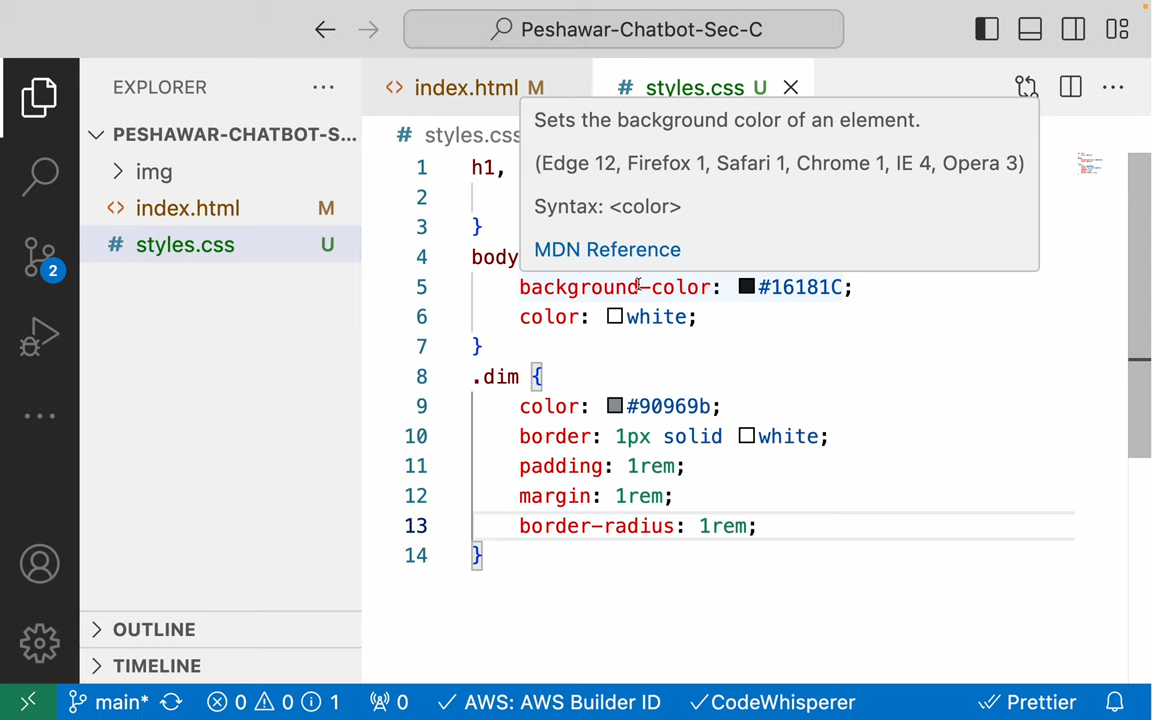 Peshawar-Chatbot-Sec-C
EXPLORER
index.html M
# styles.css U
PESHAWAR-CHATBOT-S...
img
index.html M
# styles.css U
OUTLINE
TIMELINE
# styles.css
Sets the background color of an element.
(Edge 12, Firefox 1, Safari 1, Chrome 1, IE 4, Opera 3)
Syntax: <color>
MDN Reference
1 h1,
2
3 }
4 body
5 background-color: #16181C;
6 color: white;
7 }
8 .dim {
9 color: #90969b;
10 border: 1px solid white;
11 padding: 1rem;
12 margin: 1rem;
13 border-radius: 1rem;
14 }
2
main* 0 0 1 0 AWS: AWS Builder ID CodeWhisperer Prettier